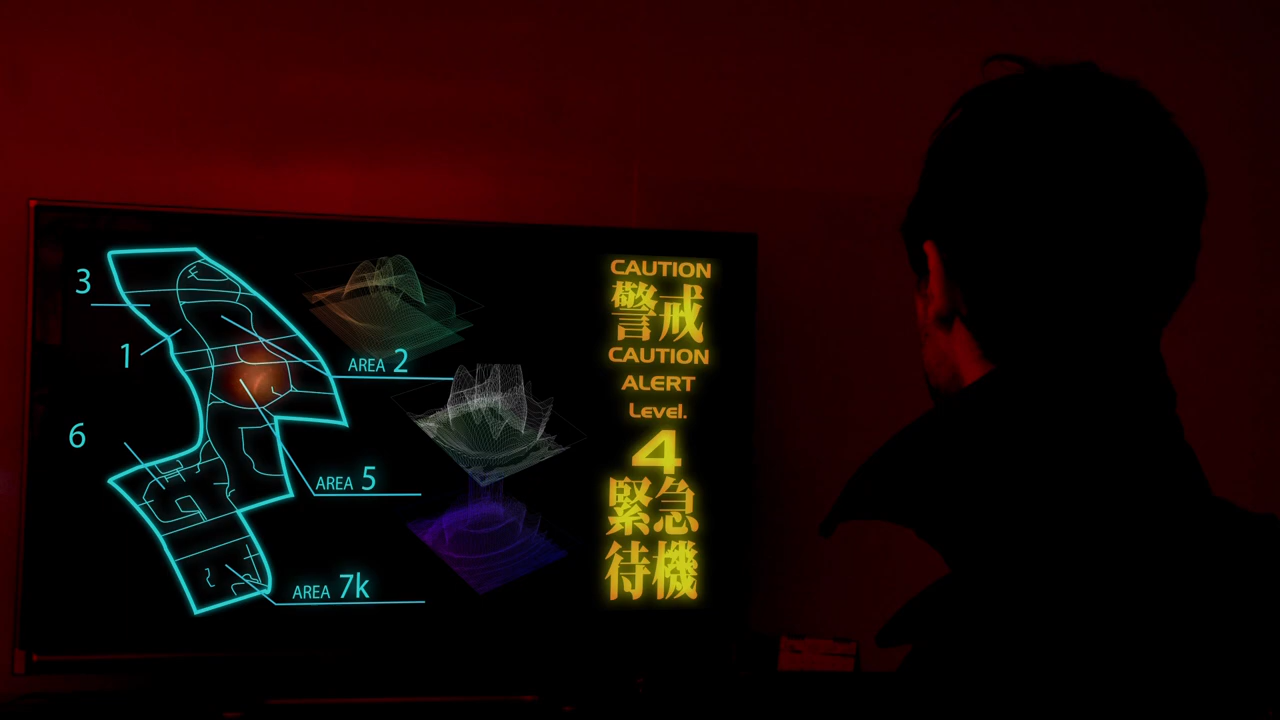 3
1
AREA 2
6
AREA 5
AREA 7k
CAUTION
警戒
CAUTION
ALERT
Level.
4
緊急
待機